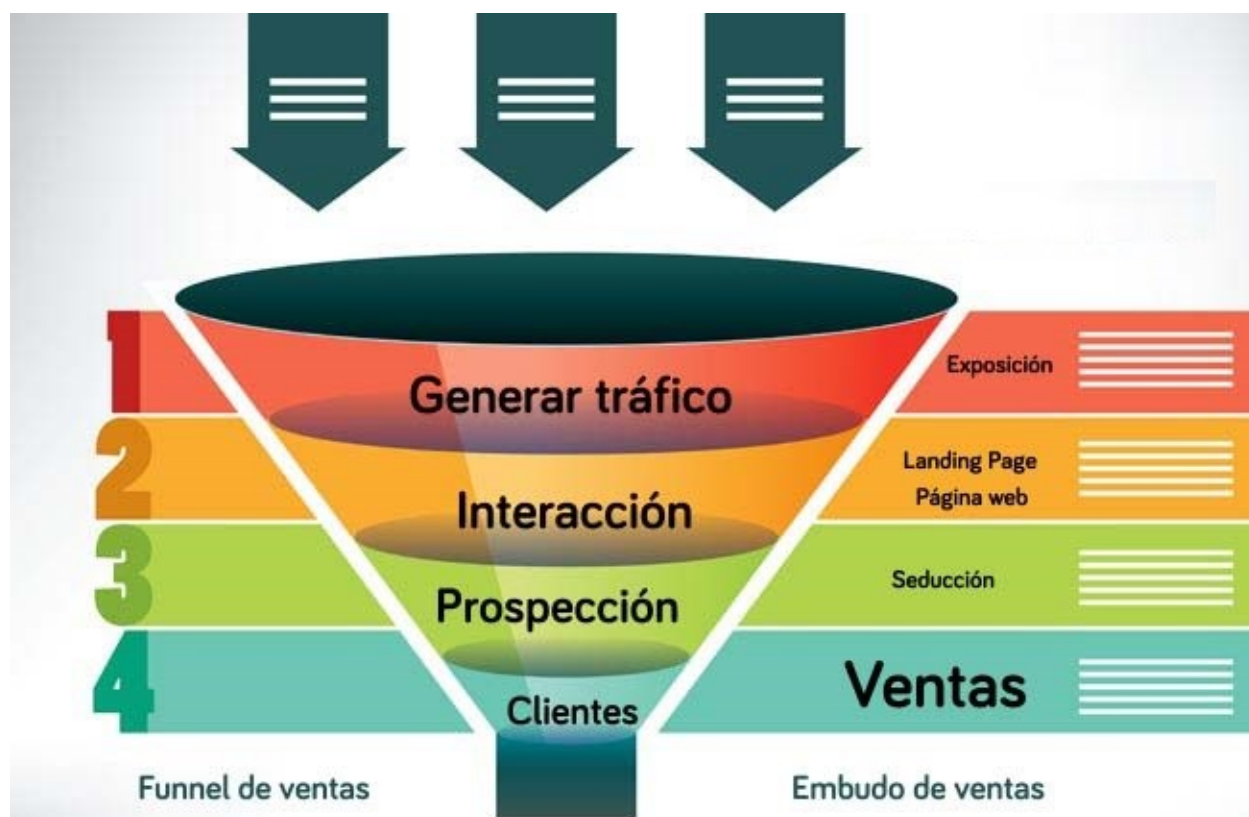 1
Generar tráfico
Exposición
2
Interacción
Landing Page
Página web
3
Prospección
Seducción
4
Clientes
Ventas
Funnel de ventas
Embudo de ventas